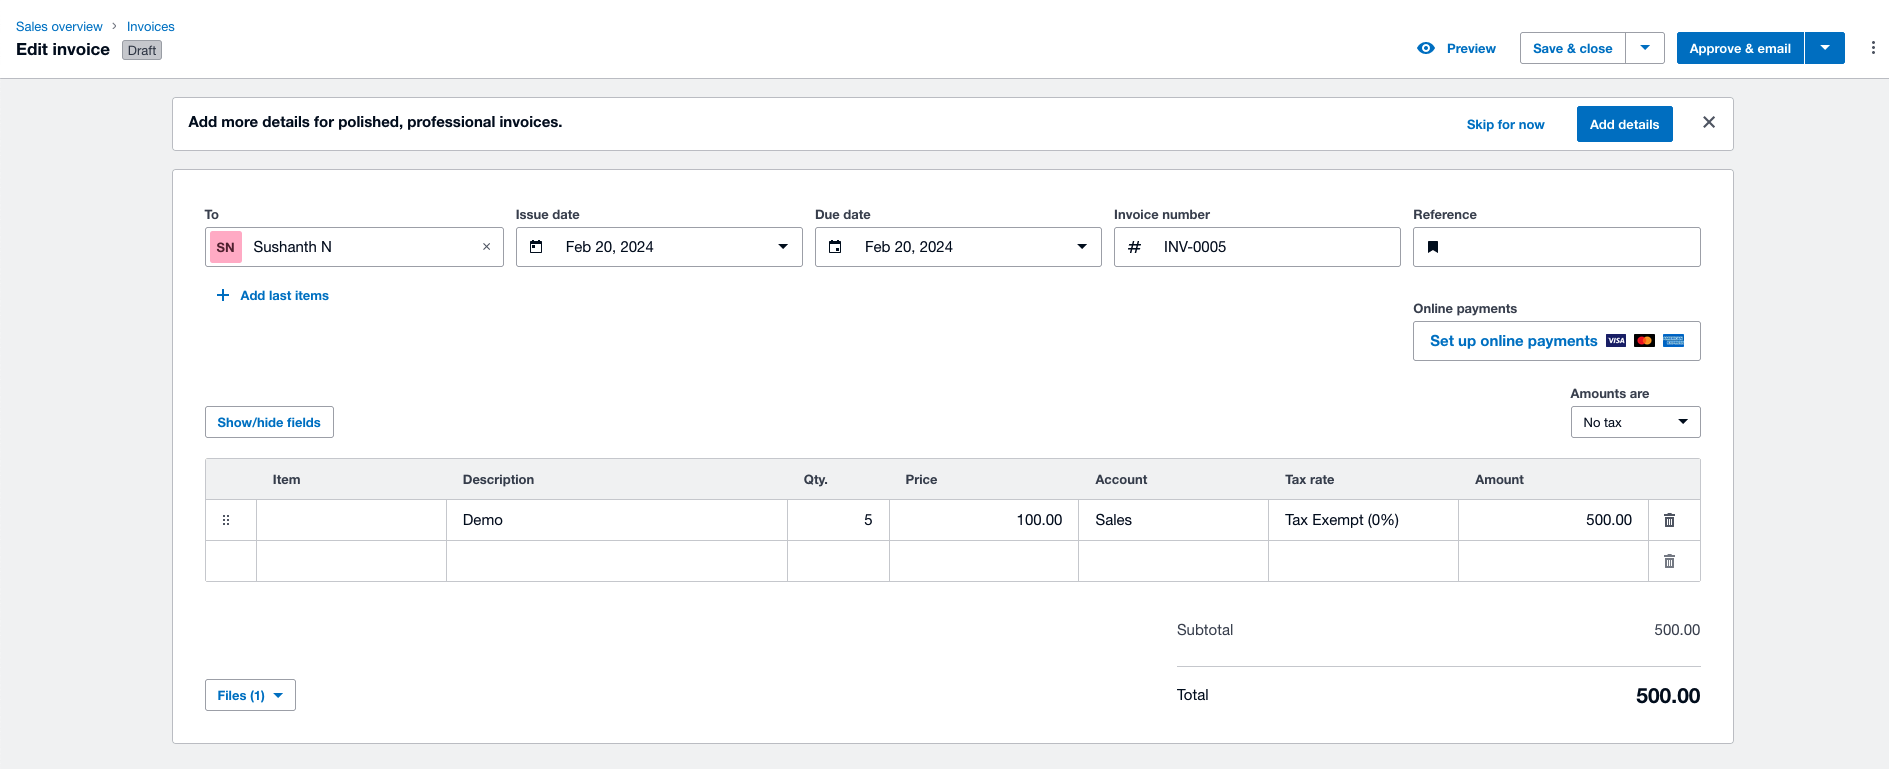 Sales overview > Invoices
Edit invoice Draft
Preview Save & close Approve & email
Add more details for polished, professional invoices. Skip for now Add details
To Issue date Due date Invoice number Reference
SN Sushanth N × Feb 20, 2024 Feb 20, 2024 # INV-0005
+ Add last items
Online payments
Set up online payments VISA
Amounts are
Show/hide fields No tax
Item Description Qty. Price Account Tax rate Amount
Demo 5 100.00 Sales Tax Exempt (0%) 500.00
Subtotal 500.00
Files (1) Total 500.00